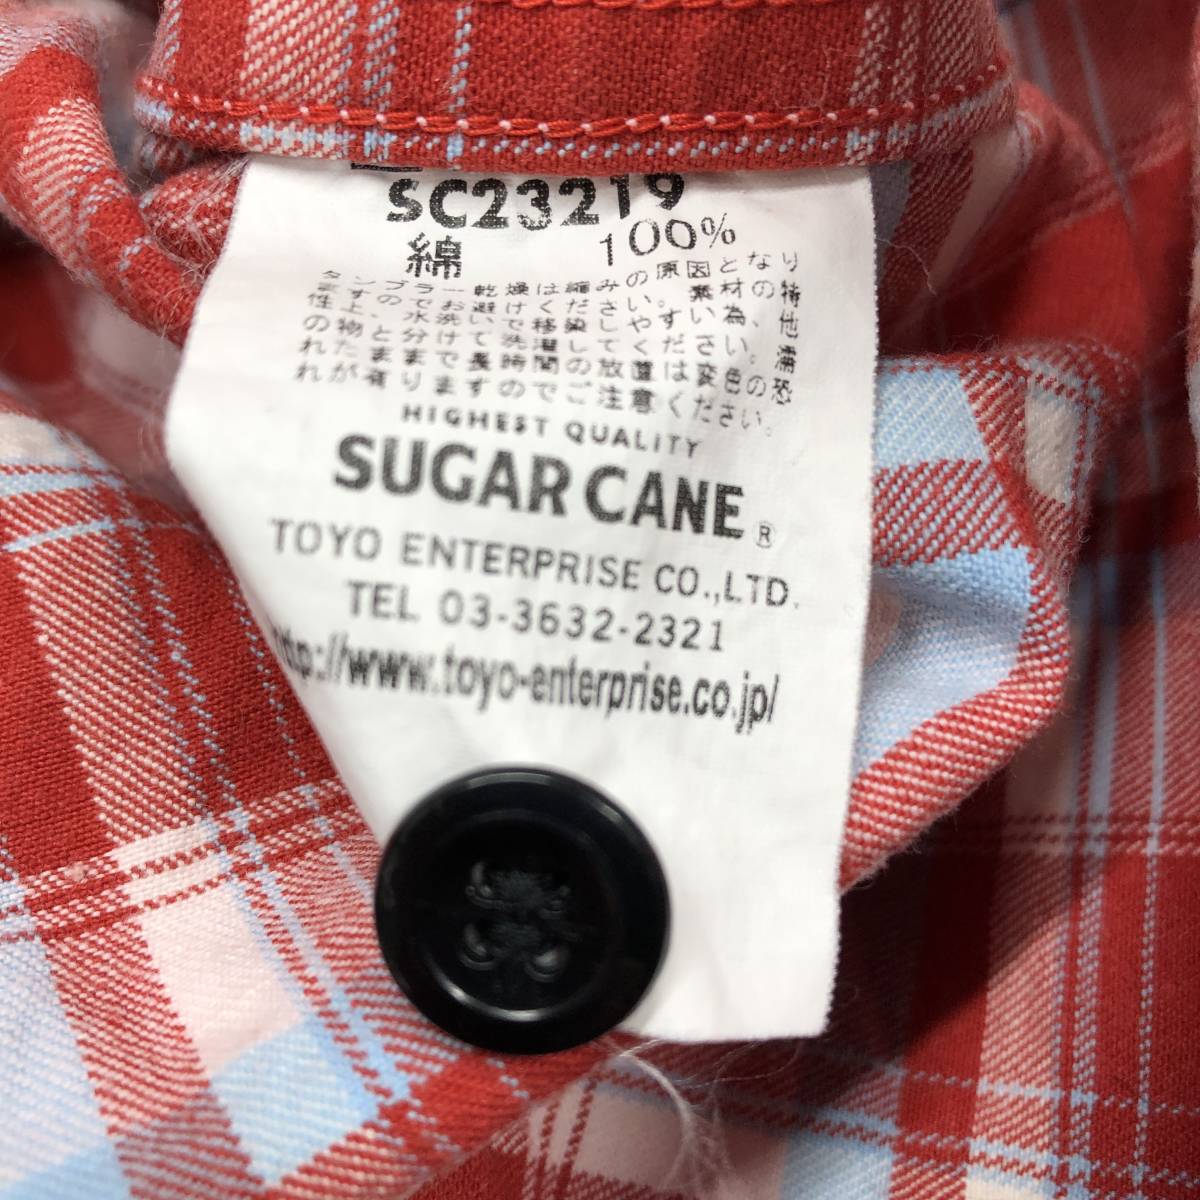 SC23219
綿 100%
タンブラー乾燥は縮みの原因となり
ますのでお避けください。素材の特
性上、水洗いで移染しやすい為、他
の物と分けて洗濯してください。濡
れたままで長時間の放置は変色の恐
れが有りますのでご注意ください。
HIGHEST QUALITY
SUGAR CANE ®
TOYO ENTERPRISE CO.,LTD.
TEL 03-3632-2321
http://www.toyo-enterprise.co.jp/